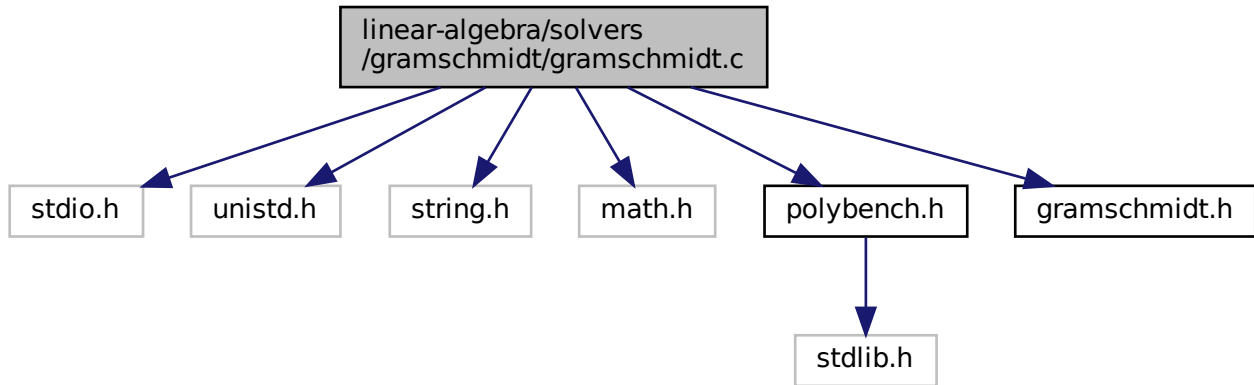 linear-algebra/solvers
/gramschmidt/gramschmidt.c
stdio.h
unistd.h
string.h
math.h
polybench.h
gramschmidt.h
stdlib.h